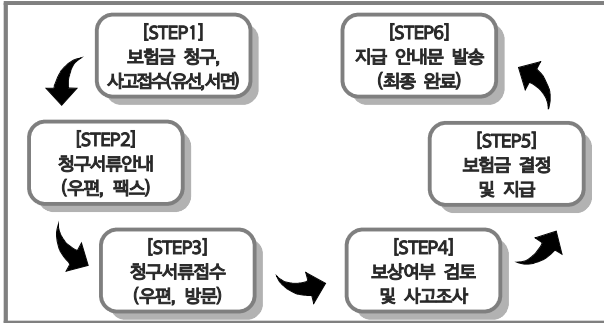 [STEP1]
보험금 청구,
사고접수(유선,서면)
[STEP2]
청구서류안내
(우편, 팩스)
[STEP3]
청구서류접수
(우편, 방문)
[STEP4]
보상여부 검토
및 사고조사
[STEP5]
보험금 결정
및 지급
[STEP6]
지급 안내문 발송
(최종 완료)